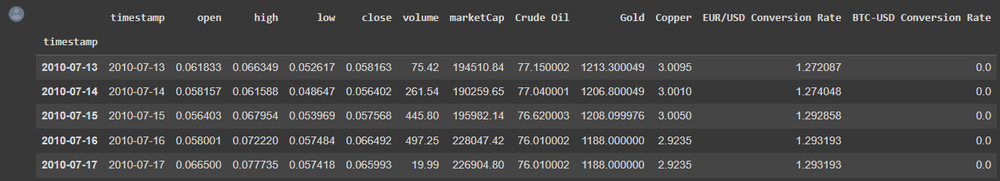 timestamp open high low close volume marketCap Crude Oil Gold Copper EUR/USD Conversion Rate BTC-USD Conversion Rate
timestamp
2010-07-13 2010-07-13 0.061833 0.066349 0.052617 0.058163 75.42 194510.84 77.150002 1213.300049 3.0095 1.272087 0.0
2010-07-14 2010-07-14 0.058157 0.061588 0.048647 0.056402 261.54 190259.65 77.040001 1206.800049 3.0010 1.274048 0.0
2010-07-15 2010-07-15 0.056403 0.067954 0.053969 0.057568 445.80 195982.14 76.620003 1208.099976 3.0050 1.292858 0.0
2010-07-16 2010-07-16 0.058001 0.072220 0.057484 0.066492 497.25 228047.42 76.010002 1188.000000 2.9235 1.293193 0.0
2010-07-17 2010-07-17 0.066500 0.077735 0.057418 0.065993 19.99 226904.80 76.010002 1188.000000 2.9235 1.293193 0.0